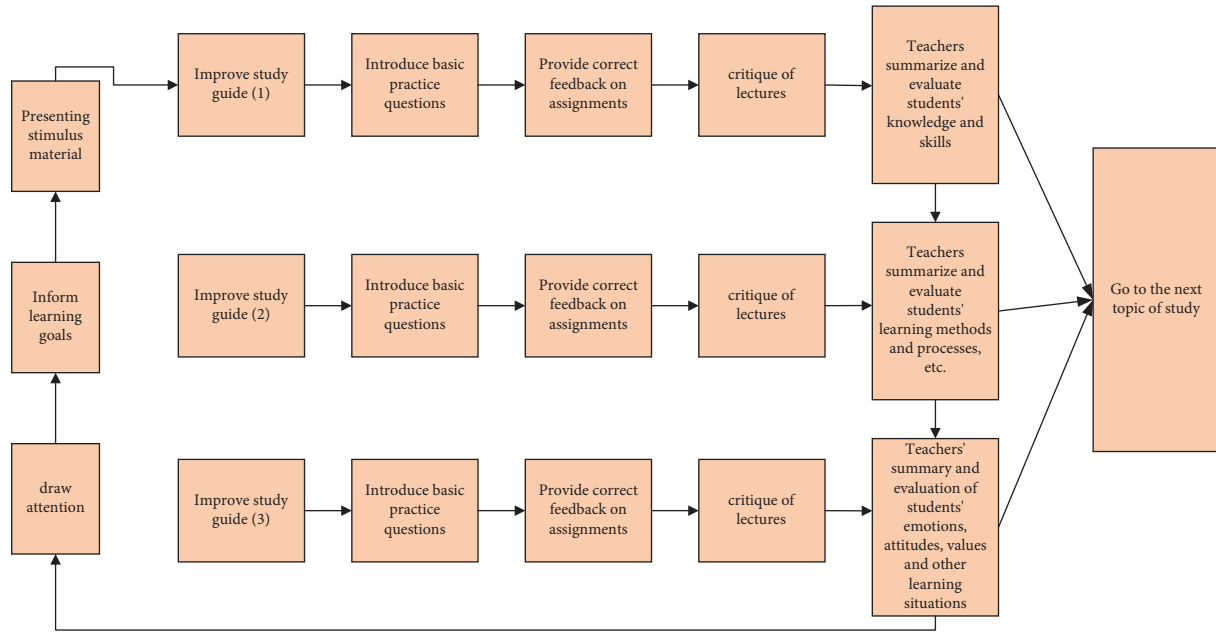 Presenting
stimulus
material
Inform
learning
goals
draw
attention
Improve study
guide (1)
Introduce basic
practice
questions
Provide correct
feedback on
assignments
critique of
lectures
Teachers
summarize and
evaluate
students'
knowledge and
skills
Improve study
guide (2)
Introduce basic
practice
questions
Provide correct
feedback on
assignments
critique of
lectures
Teachers
summarize and
evaluate
students'
learning methods
and processes,
etc.
Improve study
guide (3)
Introduce basic
practice
questions
Provide correct
feedback on
assignments
critique of
lectures
Teachers'
summary and
evaluation of
students'
emotions,
attitudes, values
and other
learning
situations
Go to the next
topic of study